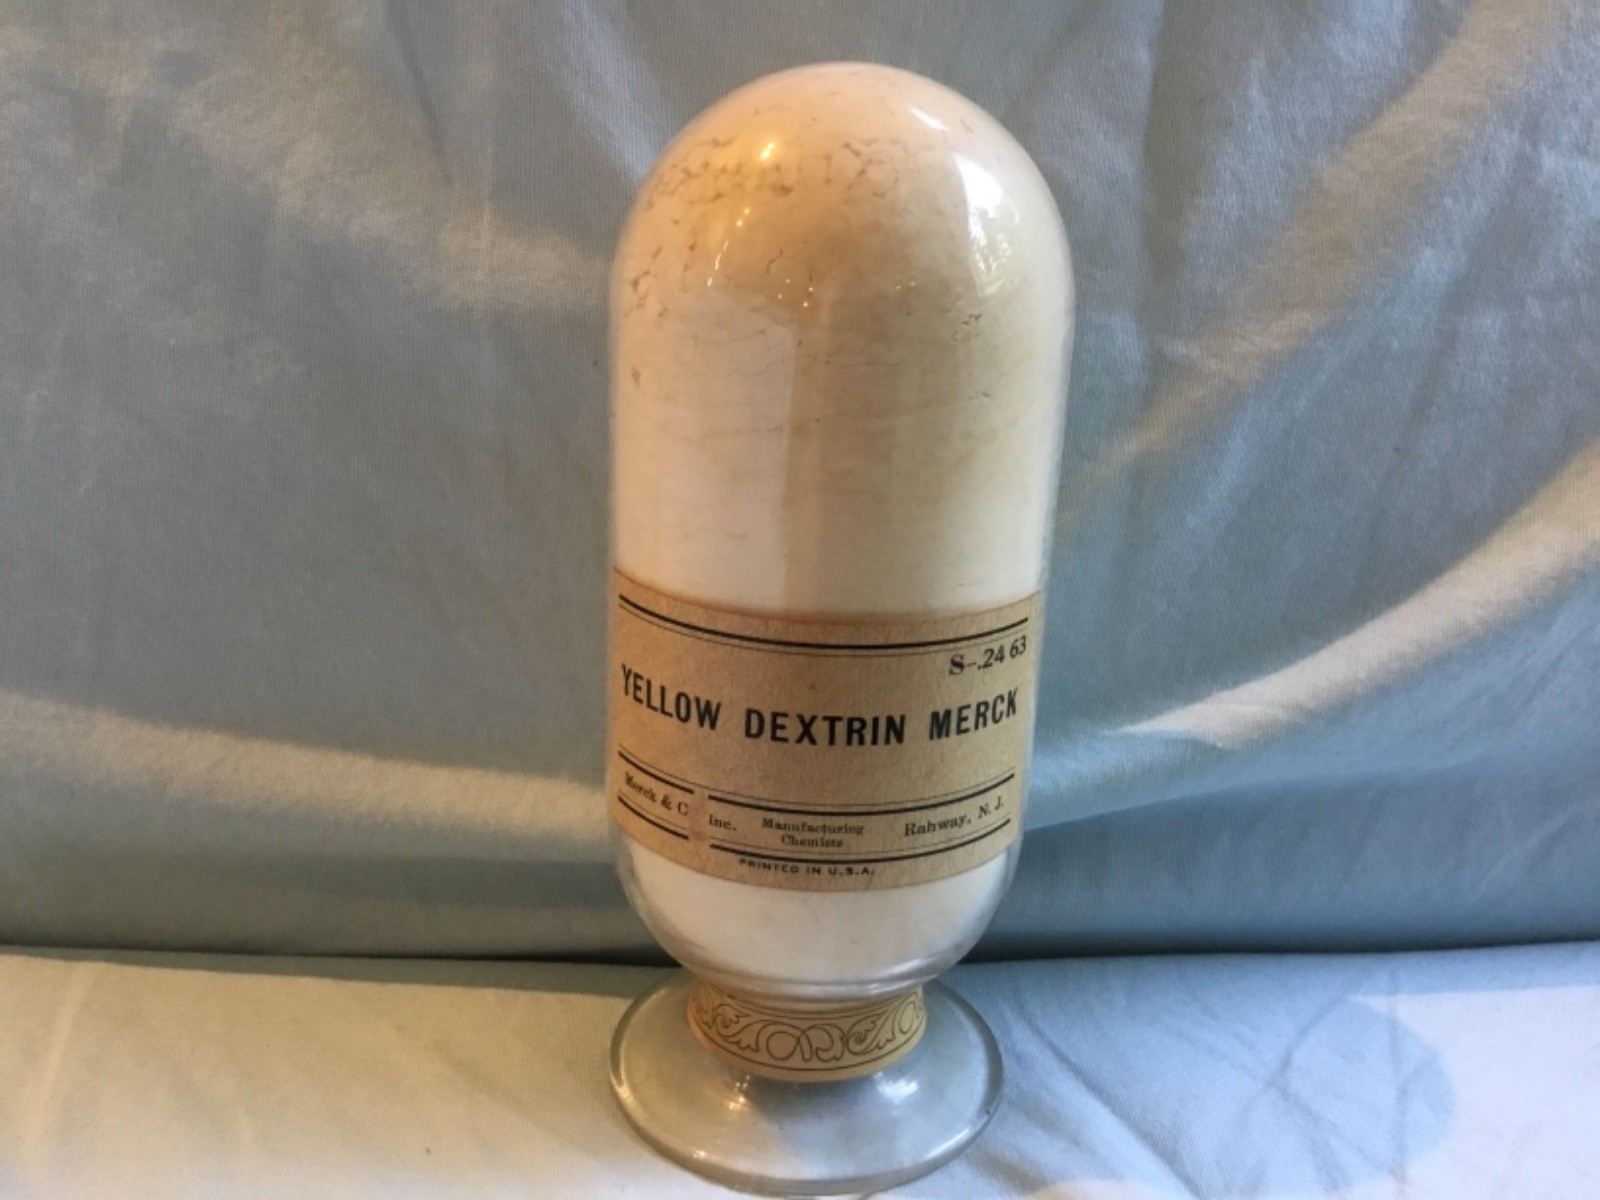 S-.24 63
YELLOW DEXTRIN MERCK
Merck & C Inc. Manufacturing Chemists Rahway, N. J.
PRINTED IN U.S.A.